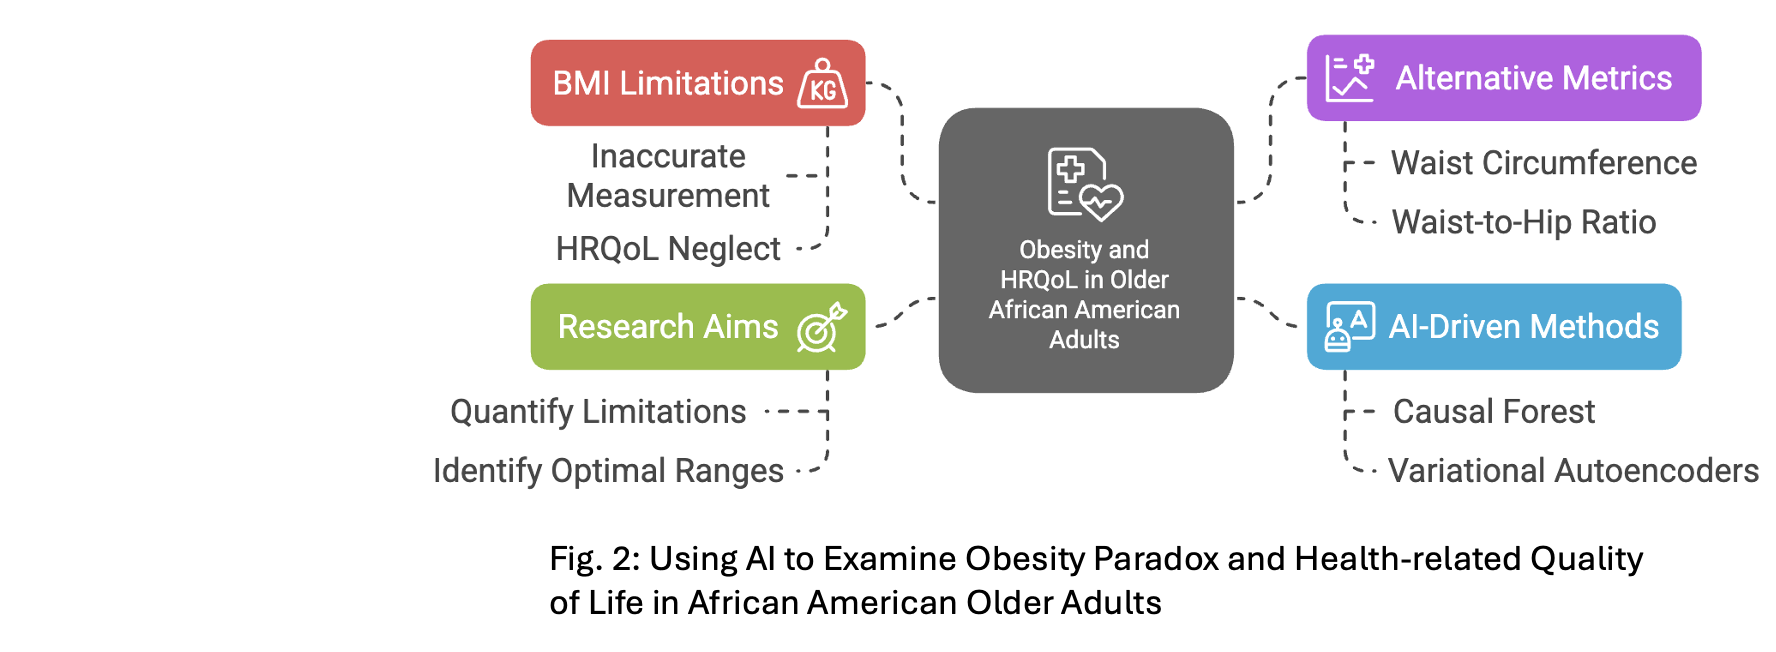 BMI Limitations
KG
Inaccurate
Measurement
HRQoL Neglect
Research Aims
Quantify Limitations
Identify Optimal Ranges
Obesity and
HRQoL in Older
African American
Adults
Alternative Metrics
Waist Circumference
Waist-to-Hip Ratio
A
AI-Driven Methods
Causal Forest
Variational Autoencoders
Fig. 2: Using AI to Examine Obesity Paradox and Health-related Quality
of Life in African American Older Adults